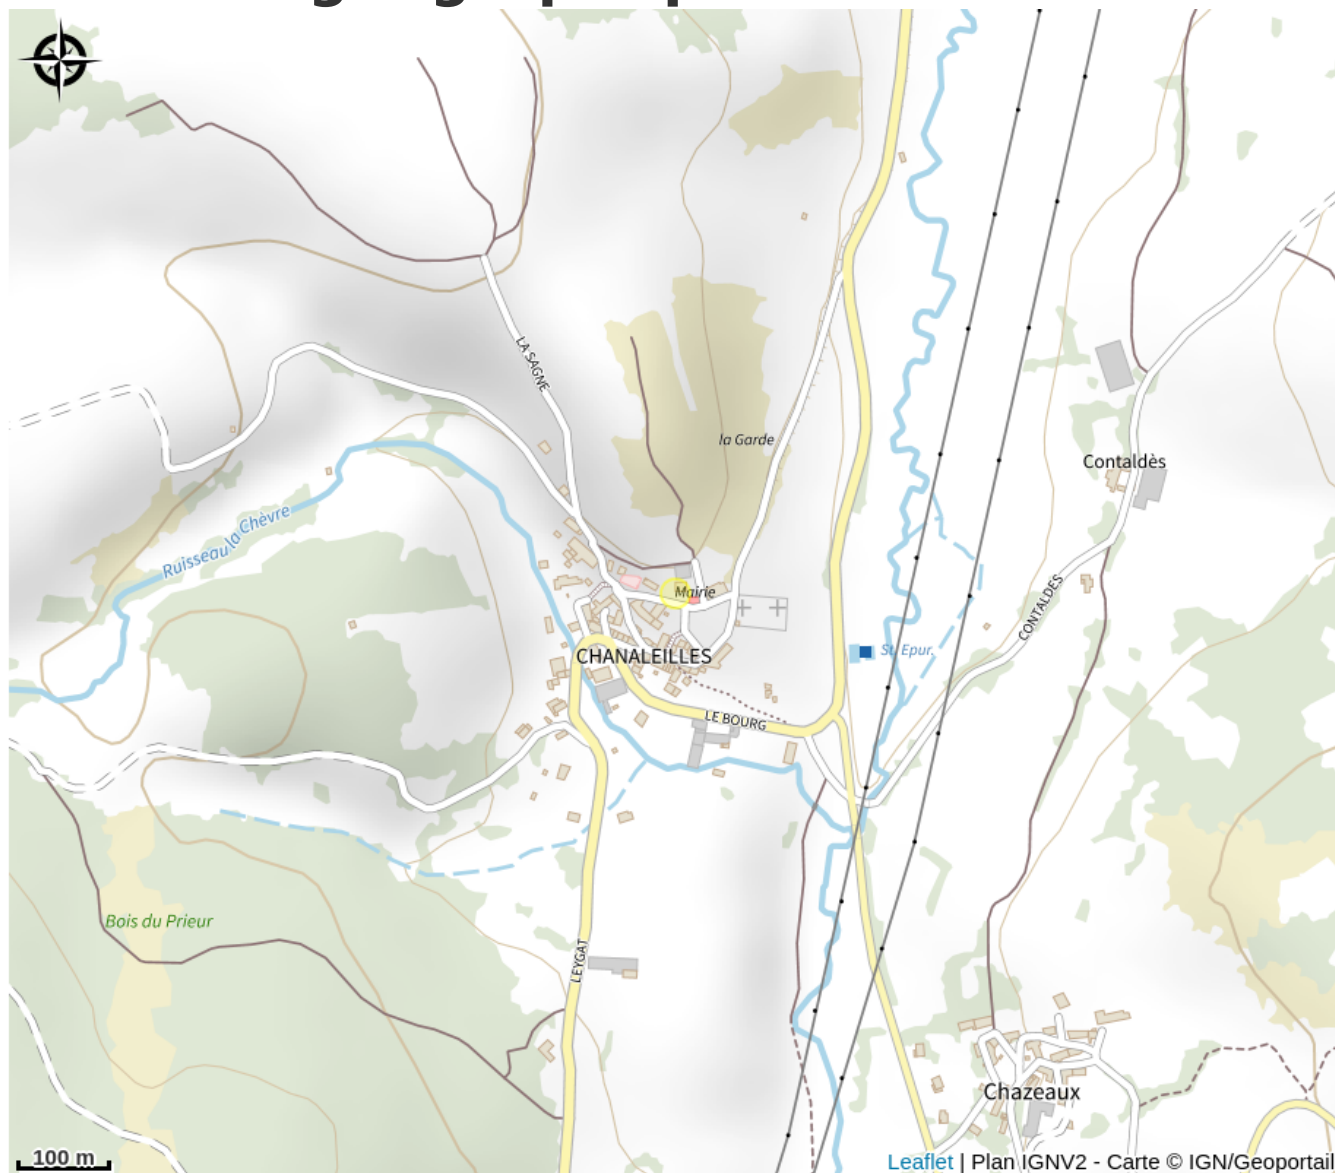 LA SAGNE
la Garde
Contaldès
Ruisseau la Chèvre
CONTALDÈS
Mairie
St. Epur.
CHANALEILLES
LE BOURG
Bois du Prieur
LEYGAT
Chazeaux
100 m
Leaflet | Plan IGNV2 - Carte © IGN/Geoportail